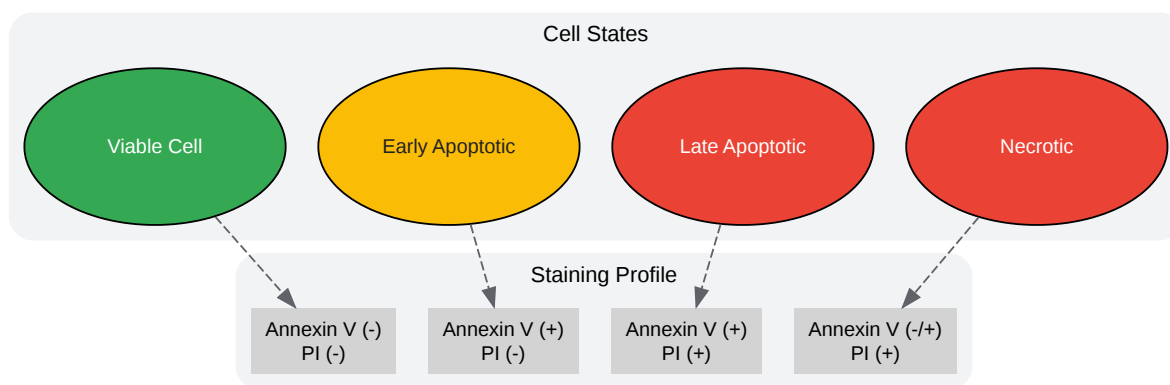 Cell States
Viable Cell
Early Apoptotic
Late Apoptotic
Necrotic
Staining Profile
Annexin V (-)
PI (-)
Annexin V (+)
PI (-)
Annexin V (+)
PI (+)
Annexin V (-/+)
PI (+)